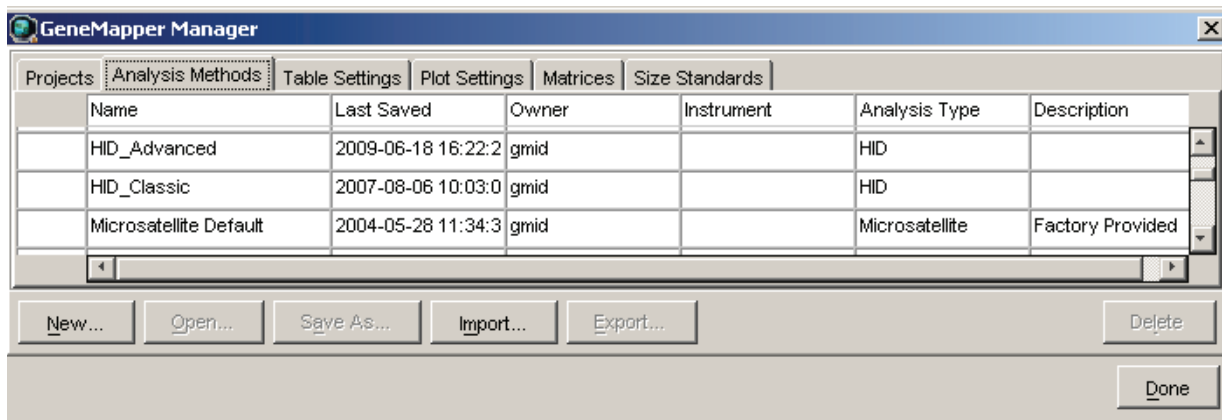 GeneMapper Manager
Projects Analysis Methods Table Settings Plot Settings Matrices Size Standards
Name Last Saved Owner Instrument Analysis Type Description
HID_Advanced 2009-06-18 16:22:2 gmid HID
HID_Classic 2007-08-06 10:03:0 gmid HID
Microsatellite Default 2004-05-28 11:34:3 gmid Microsatellite Factory Provided
New... Open... Save As... Import... Export... Delete
Done